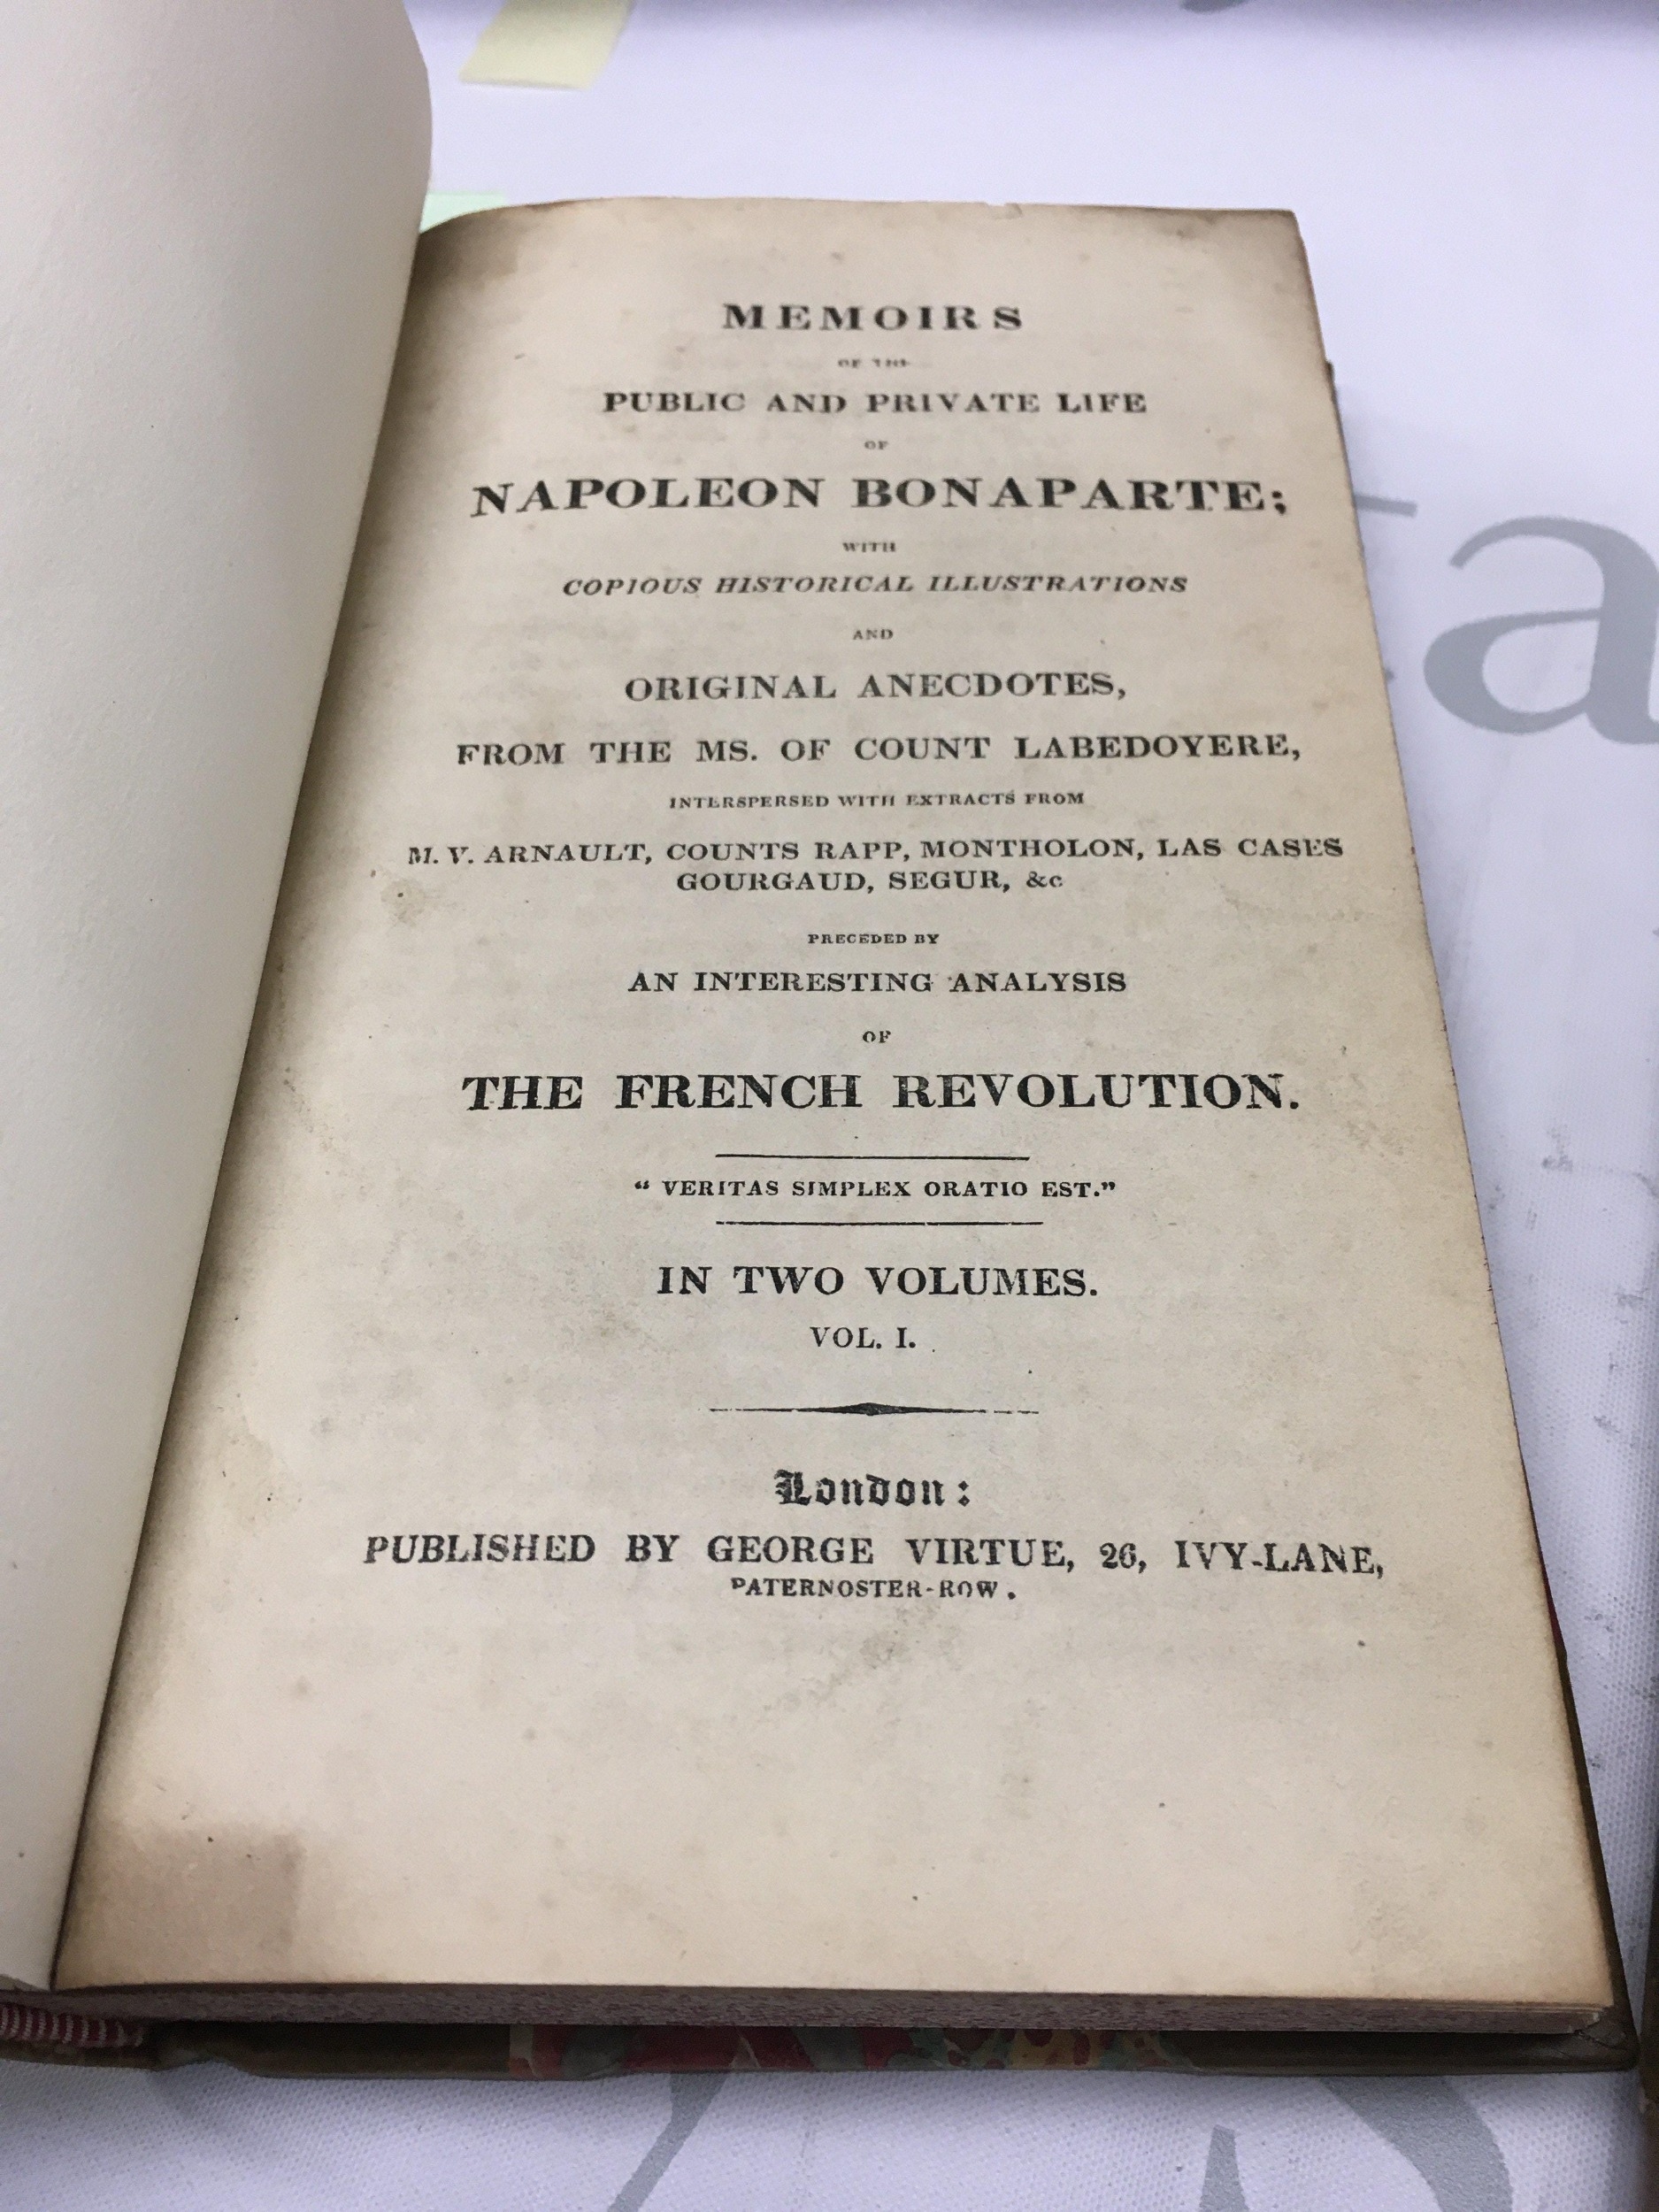 MEMOIRS
OF THE
PUBLIC AND PRIVATE LIFE
OF
NAPOLEON BONAPARTE;
WITH
COPIOUS HISTORICAL ILLUSTRATIONS
AND
ORIGINAL ANECDOTES,
FROM THE MS. OF COUNT LABEDOYERE,
INTERSPERSED WITH EXTRACTS FROM
M. V. ARNAULT, COUNTS RAPP, MONTHOLON, LAS CASES
GOURGAUD, SEGUR, &c
PRECEDED BY
AN INTERESTING ANALYSIS
OF
THE FRENCH REVOLUTION.
“ VERITAS SIMPLEX ORATIO EST.”
IN TWO VOLUMES.
VOL. I.
London:
PUBLISHED BY GEORGE VIRTUE, 26, IVY-LANE,
PATERNOSTER-ROW.